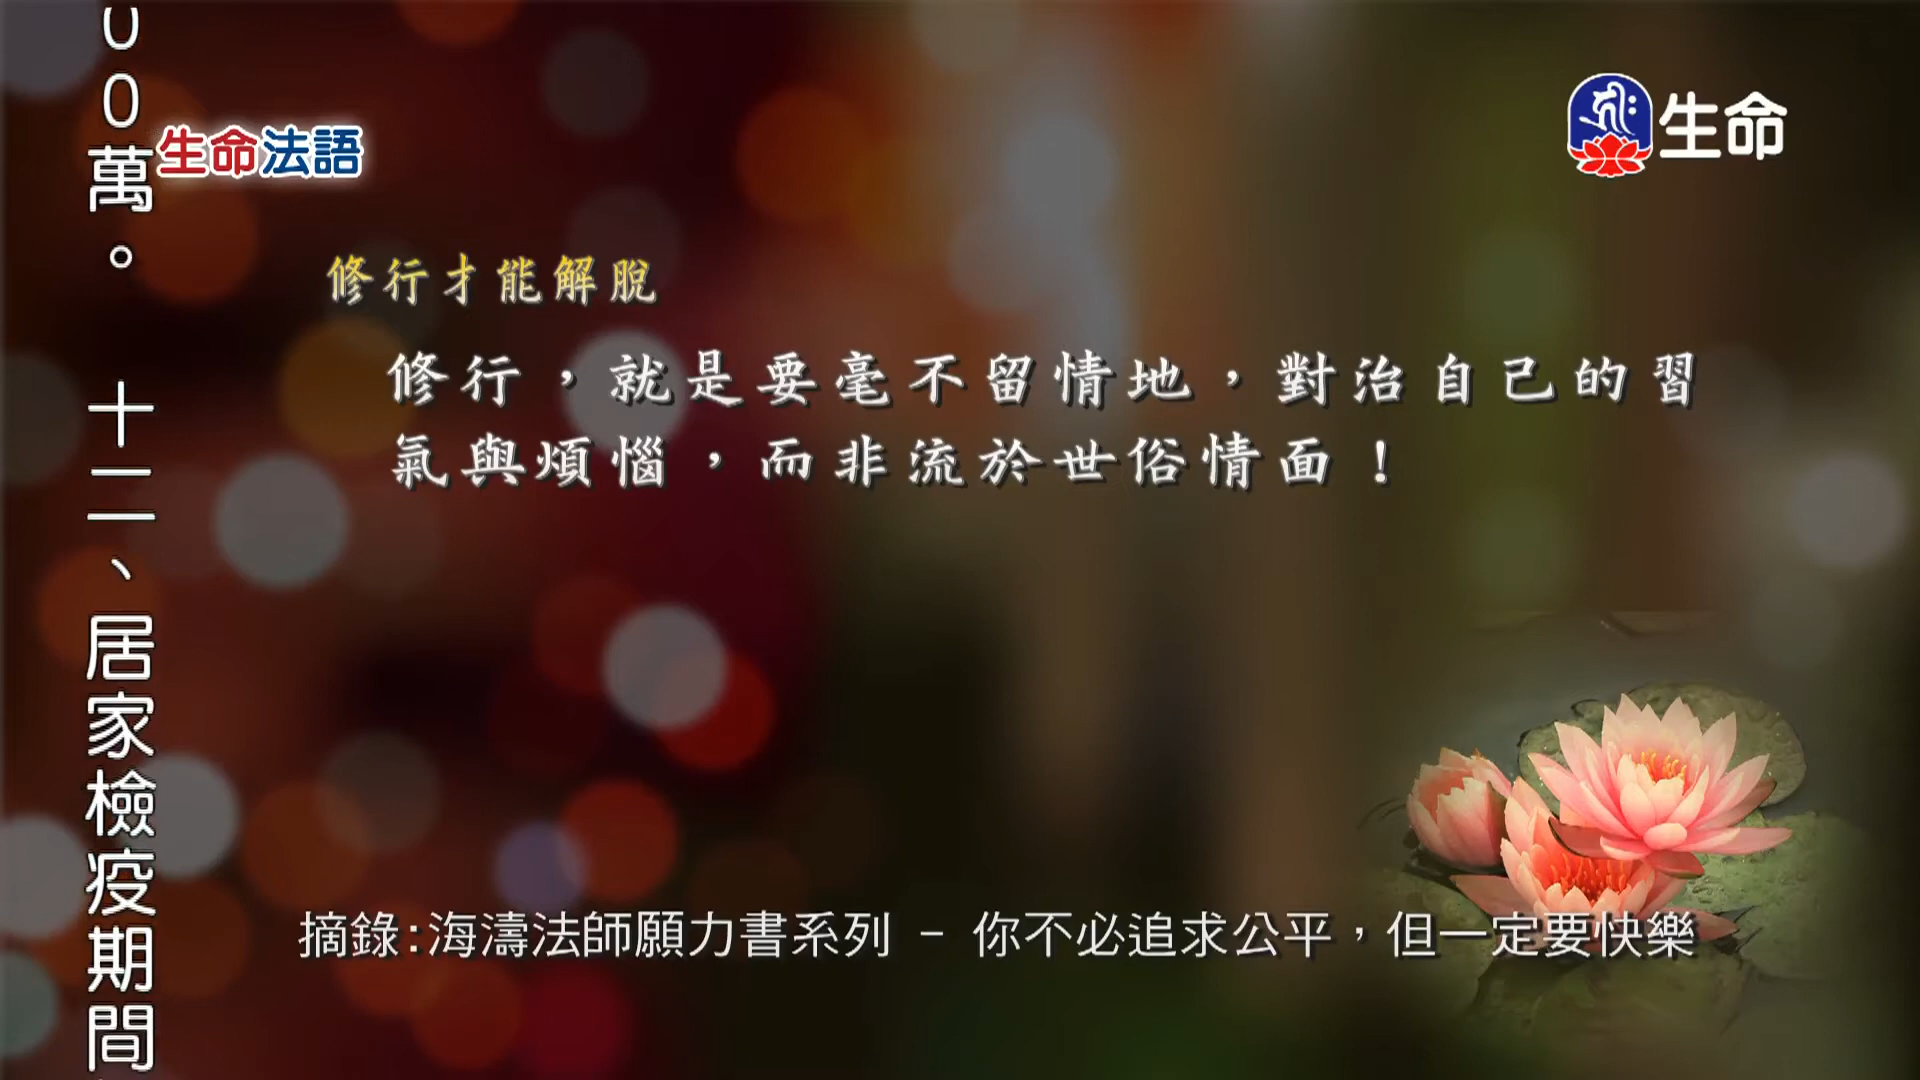 00萬。 十二、居家檢疫期間
生命法語
生命
修行才能解脫
修行，就是要毫不留情地，對治自己的習
氣與煩惱，而非流於世俗情面！
摘錄:海濤法師願力書系列 - 你不必追求公平，但一定要快樂